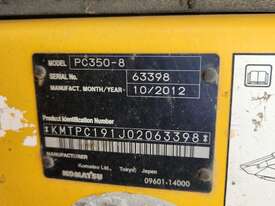 MODEL PC350-8
SERIAL NO. 63398
MANUFACT. MONTH / YEAR 10/2012
Product Identification Number
*KMTPC191J02063398*
MANUFACTURER
Komatsu Ltd., Tokyo, Japan
KOMATSU 09601-14000